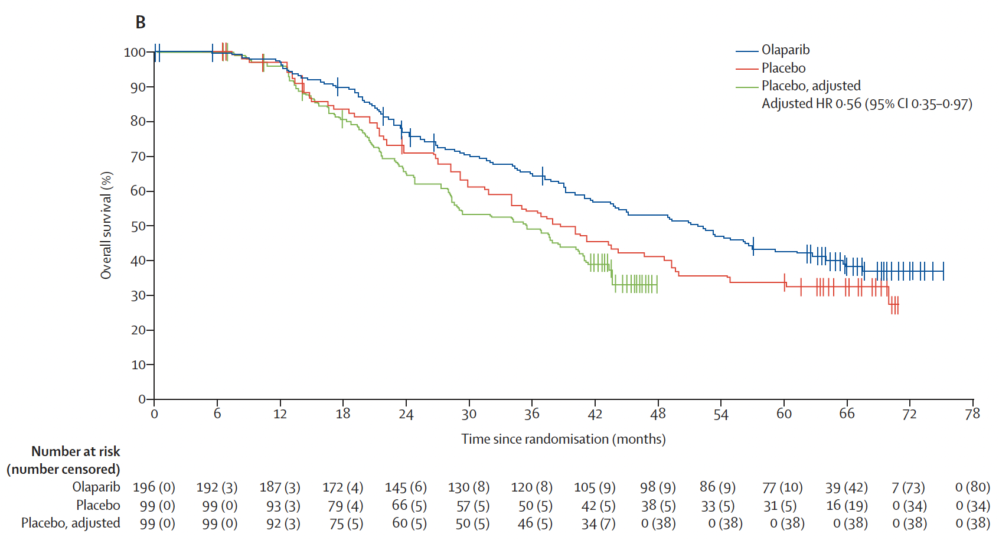 B
100
90
80
70
60
50
40
30
20
10
0
Overall survival (%)
Olaparib
Placebo
Placebo, adjusted
Adjusted HR 0·56 (95% CI 0·35–0·97)
0 6 12 18 24 30 36 42 48 54 60 66 72 78
Time since randomisation (months)
Number at risk
(number censored)
Olaparib 196 (0) 192 (3) 187 (3) 172 (4) 145 (6) 130 (8) 120 (8) 105 (9) 98 (9) 86 (9) 77 (10) 39 (42) 7 (73) 0 (80)
Placebo 99 (0) 99 (0) 93 (3) 79 (4) 66 (5) 57 (5) 50 (5) 42 (5) 38 (5) 33 (5) 31 (5) 16 (19) 0 (34) 0 (34)
Placebo, adjusted 99 (0) 99 (0) 92 (3) 75 (5) 60 (5) 50 (5) 46 (5) 34 (7) 0 (38) 0 (38) 0 (38) 0 (38) 0 (38) 0 (38)